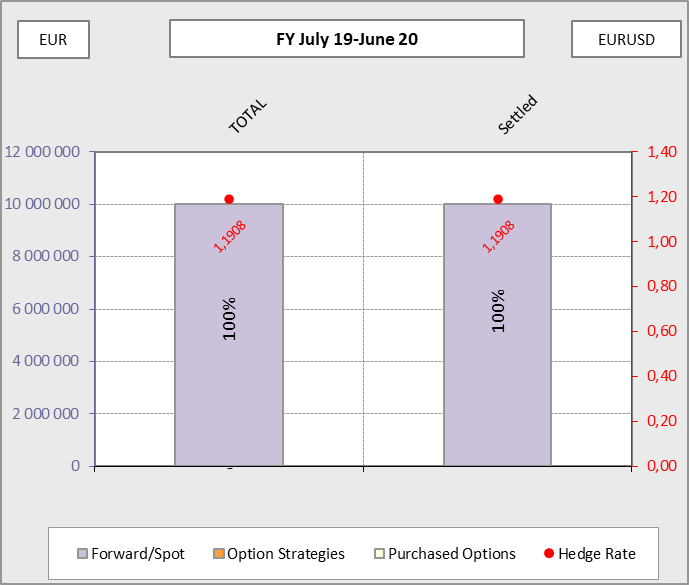 EUR
FY July 19-June 20
EURUSD
TOTAL
Settled
12 000 000
10 000 000
8 000 000
6 000 000
4 000 000
2 000 000
0
1,40
1,20
1,00
0,80
0,60
0,40
0,20
0,00
1,1908
100%
1,1908
100%
-
Forward/Spot
Option Strategies
Purchased Options
Hedge Rate